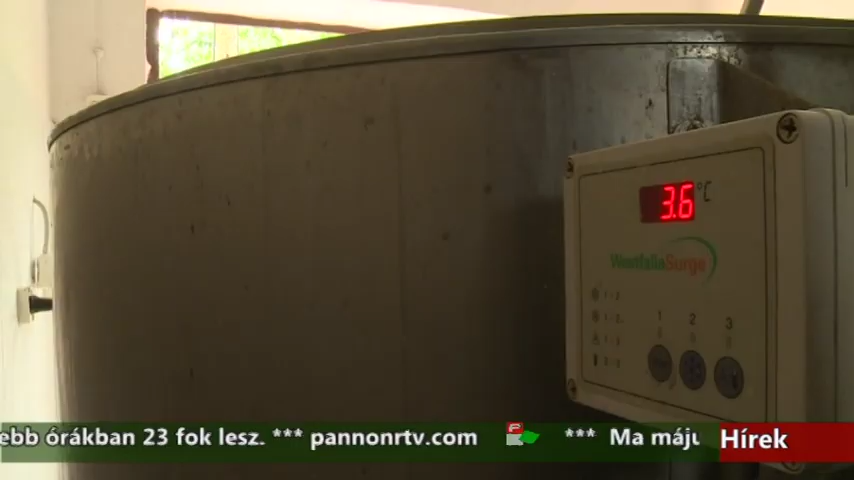 3.6 °C
WestfaliaSurge
1 2 3
ebb órákban 23 fok lesz. *** pannonrtv.com *** Ma máju
Hírek